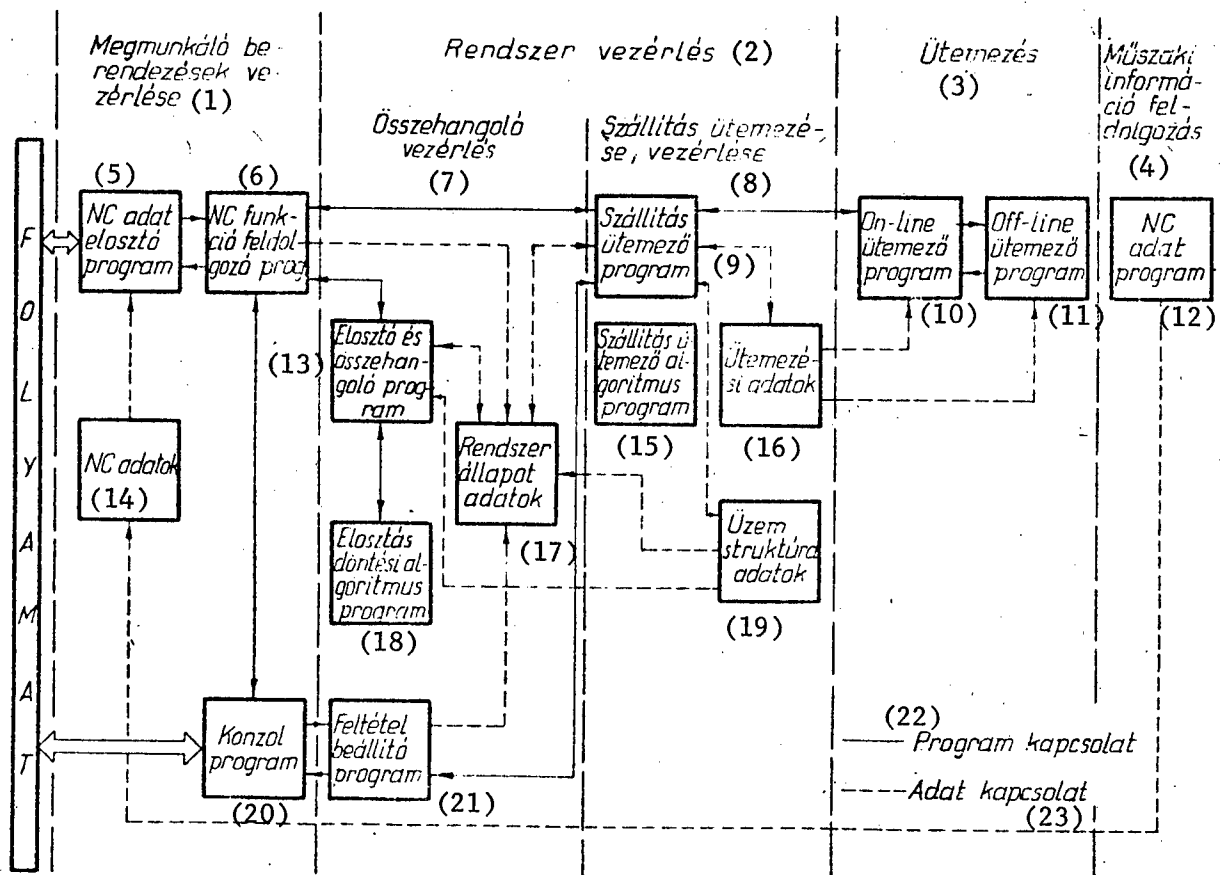 Megmunkáló be-
rendezések ve-
zérlése (1)
Rendszer vezérlés (2)
Ütemezés
(3)
Műszaki
informá-
ció fel-
dolgozás
(4)
Összehangoló
vezérlés
(7)
Szállítás ütemezé-
se, vezérlése
(8)
FOLYAMAT
(5)
NC adat
elosztó
program
(6)
NC funk-
ció feldol-
gozó prog
Szállítás
ütemező
program
(9)
On-line
ütemező
program
(10)
Off-line
ütemező
program
(11)
NC
adat
program
(12)
(13)
Elosztó és
összehan-
goló prog-
ram
Szállítás ü-
temező al-
goritmus
program
(15)
Ütemezé-
si adatok
(16)
NC adatok
(14)
Rendszer
állapot
adatok
(17)
Elosztás
döntési al-
goritmus
program
(18)
Üzem
struktúra
adatok
(19)
Konzol
program
(20)
Feltétel
beállító
program
(21)
(22)
Program kapcsolat
Adat kapcsolat
(23)